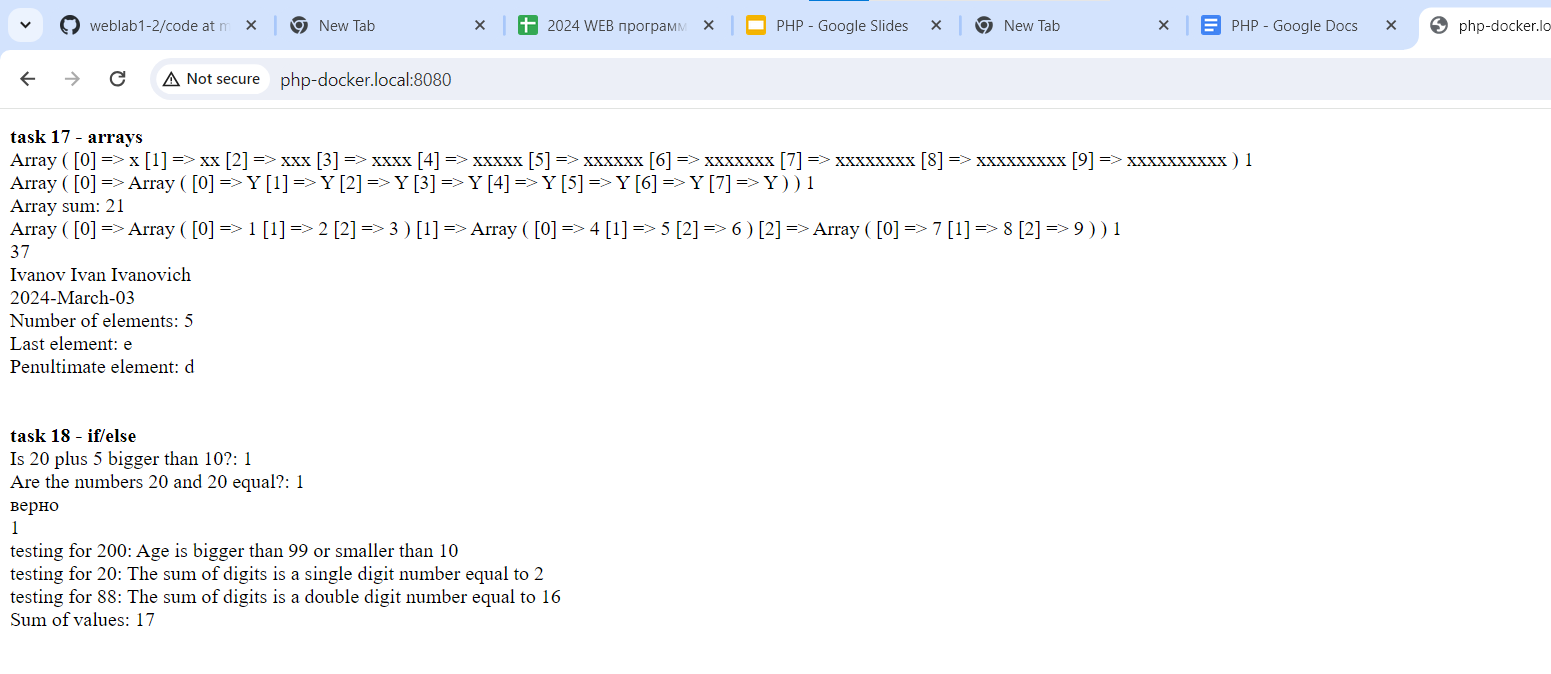 weblab1-2/code at m
New Tab
2024 WEB программ
PHP - Google Slides
New Tab
PHP - Google Docs
php-docker.lo
Not secure
php-docker.local:8080
task 17 - arrays
Array ( [0] => x [1] => xx [2] => xxx [3] => xxxx [4] => xxxxx [5] => xxxxxx [6] => xxxxxxx [7] => xxxxxxxx [8] => xxxxxxxxx [9] => xxxxxxxxxx ) 1
Array ( [0] => Array ( [0] => Y [1] => Y [2] => Y [3] => Y [4] => Y [5] => Y [6] => Y [7] => Y ) ) 1
Array sum: 21
Array ( [0] => Array ( [0] => 1 [1] => 2 [2] => 3 ) [1] => Array ( [0] => 4 [1] => 5 [2] => 6 ) [2] => Array ( [0] => 7 [1] => 8 [2] => 9 ) ) 1
37
Ivanov Ivan Ivanovich
2024-March-03
Number of elements: 5
Last element: e
Penultimate element: d
task 18 - if/else
Is 20 plus 5 bigger than 10?: 1
Are the numbers 20 and 20 equal?: 1
верно
1
testing for 200: Age is bigger than 99 or smaller than 10
testing for 20: The sum of digits is a single digit number equal to 2
testing for 88: The sum of digits is a double digit number equal to 16
Sum of values: 17